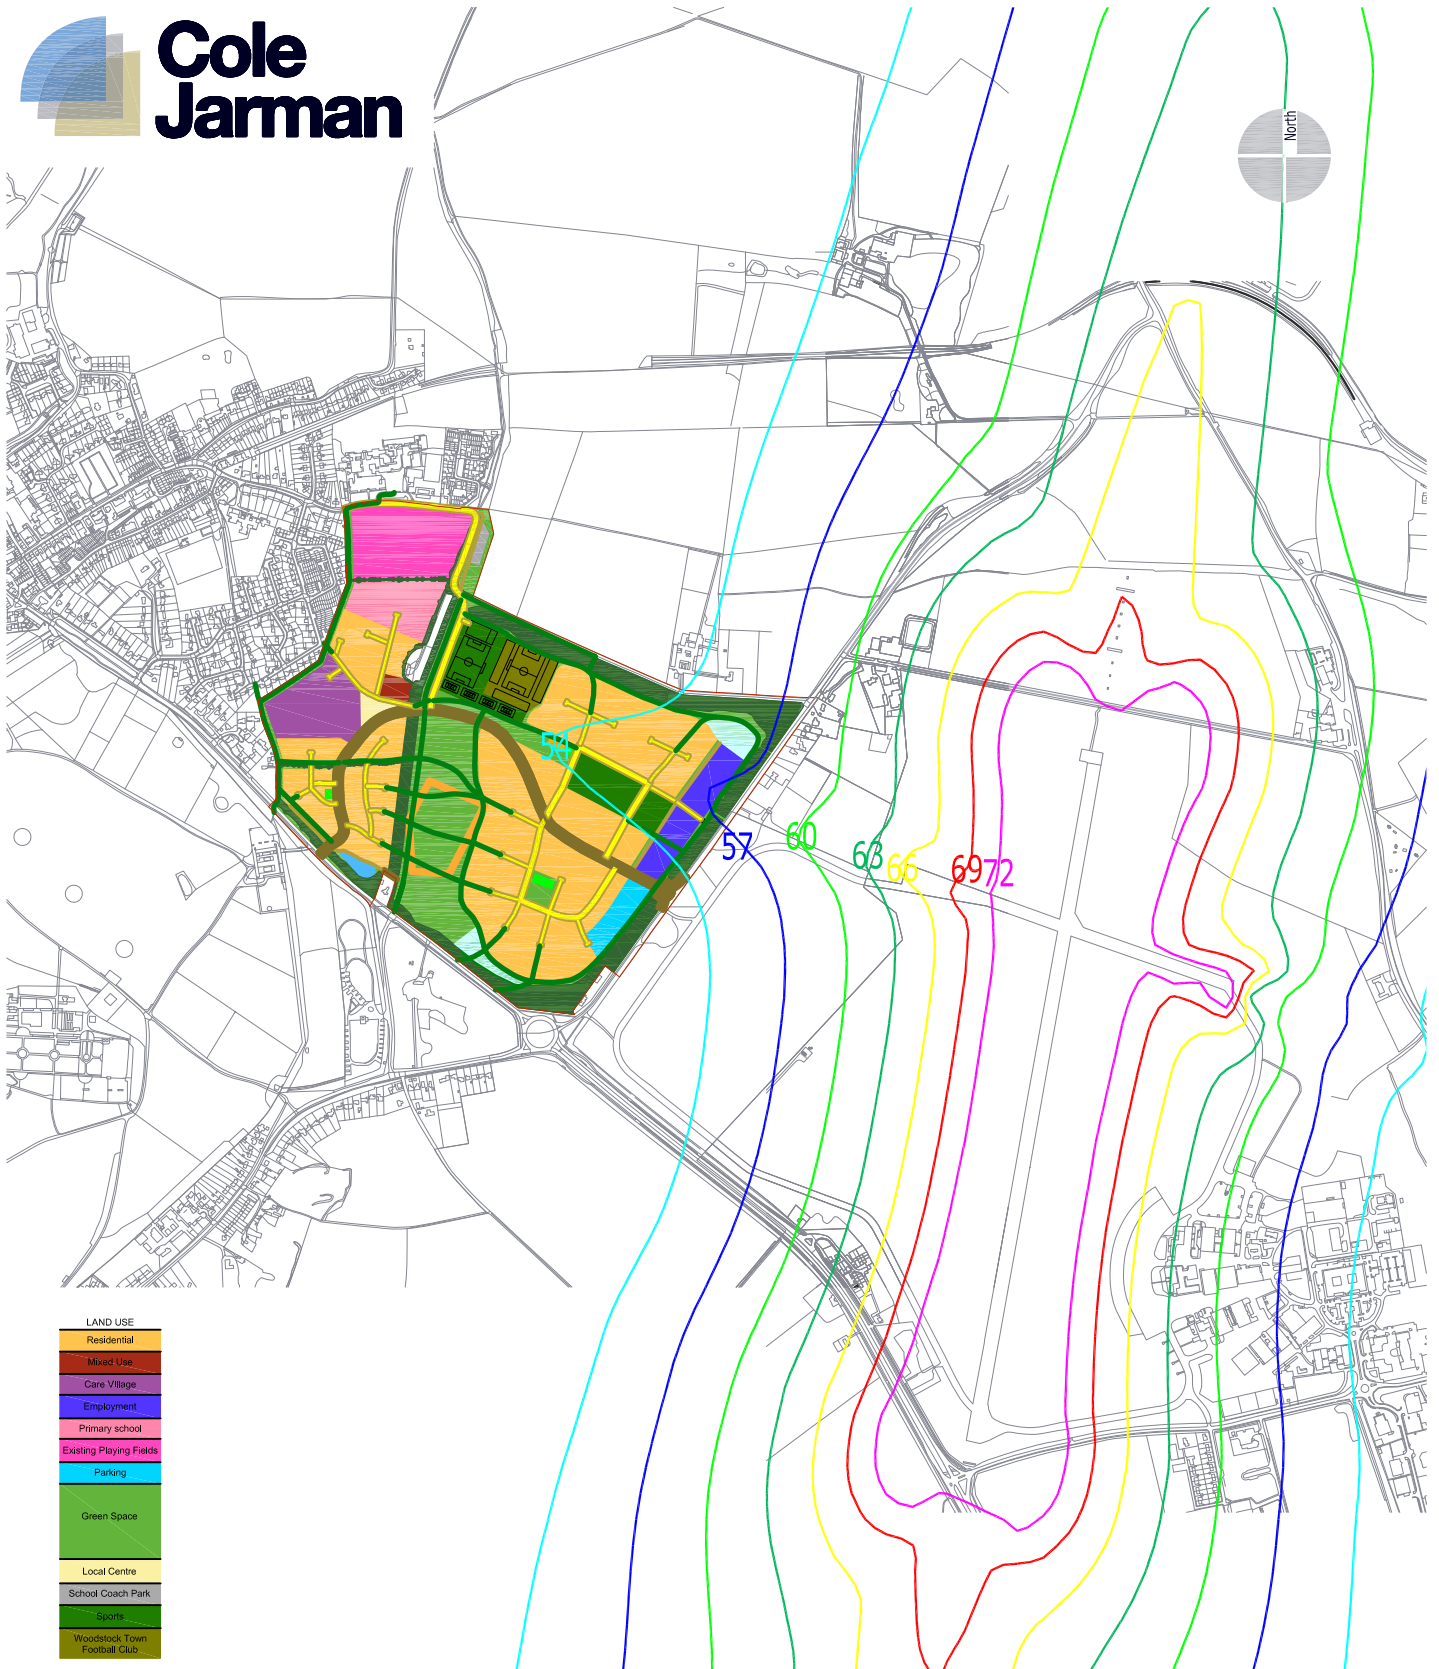 Cole
Jarman
North
54
57
60
63
66
69
72
LAND USE
Residential
Mixed Use
Care Village
Employment
Primary school
Existing Playing Fields
Parking
Green Space
Local Centre
School Coach Park
Sports
Woodstock Town
Football Club